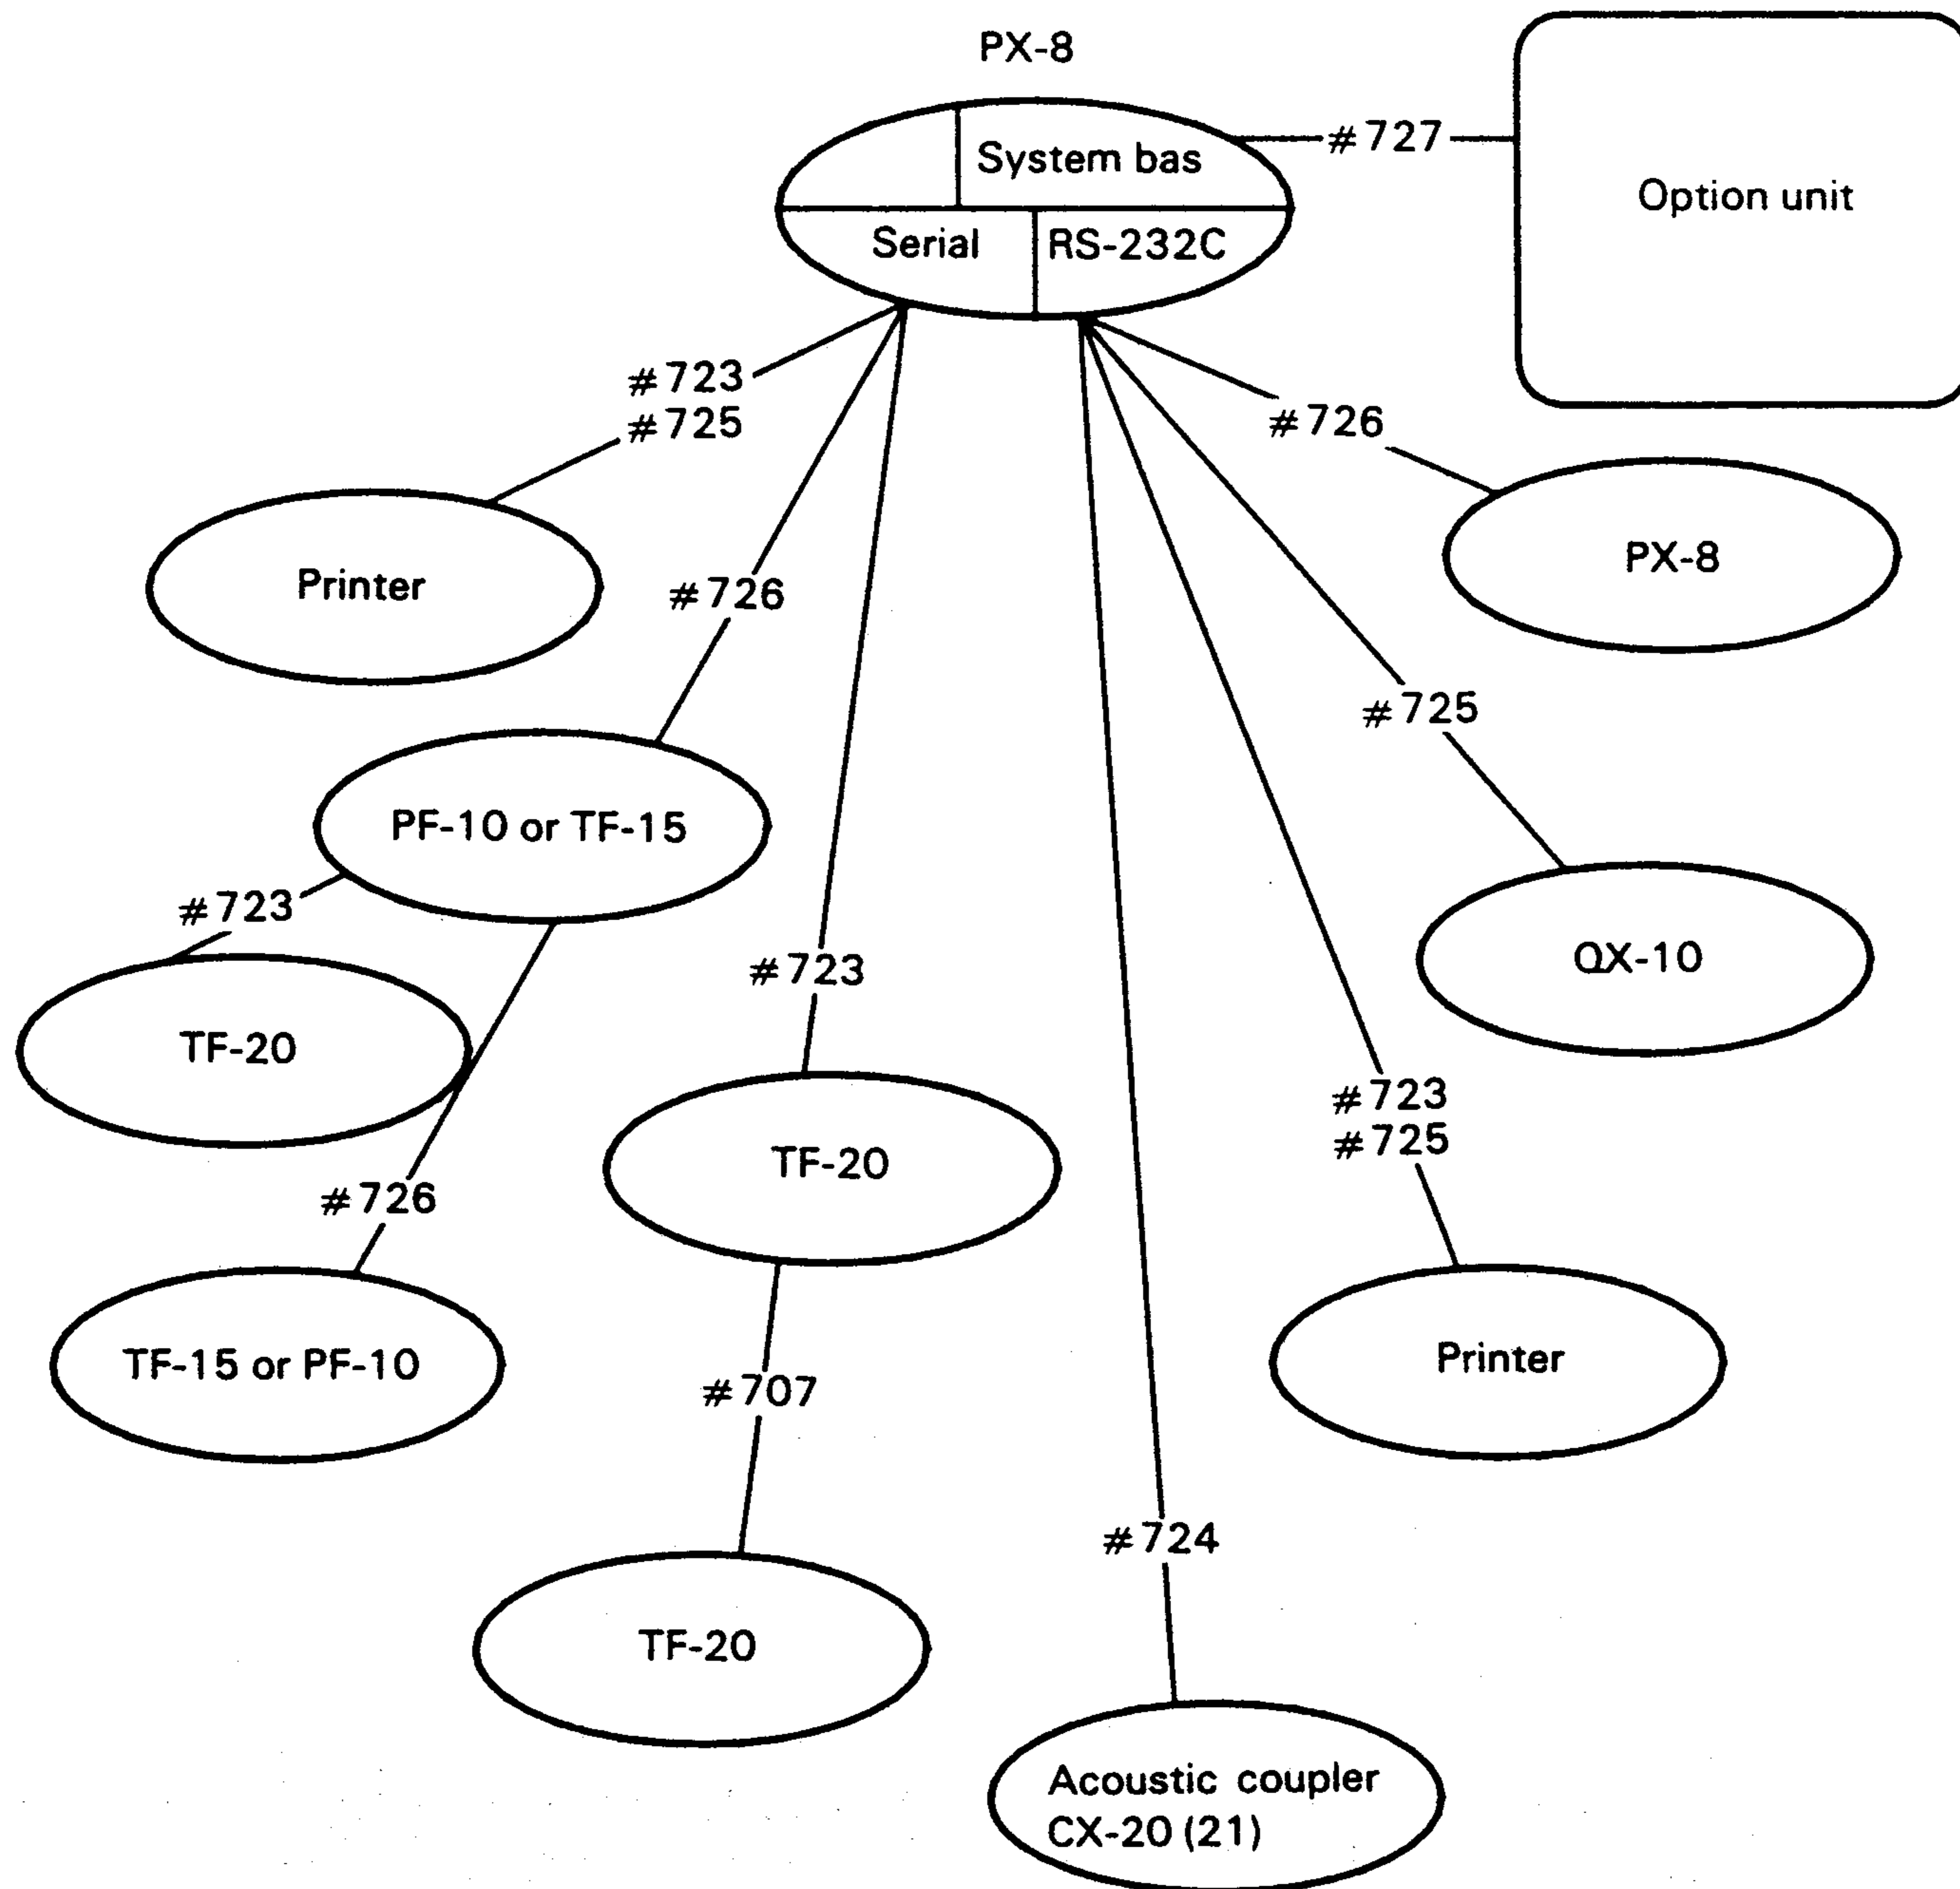 PX-8
System bas
#727
Option unit
Serial
RS-232C
#723
#725
#726
Printer
#726
PX-8
#725
PF-10 or TF-15
#723
#723
QX-10
TF-20
#723
#725
TF-20
#726
TF-15 or PF-10
Printer
#707
#724
TF-20
Acoustic coupler
CX-20 (21)